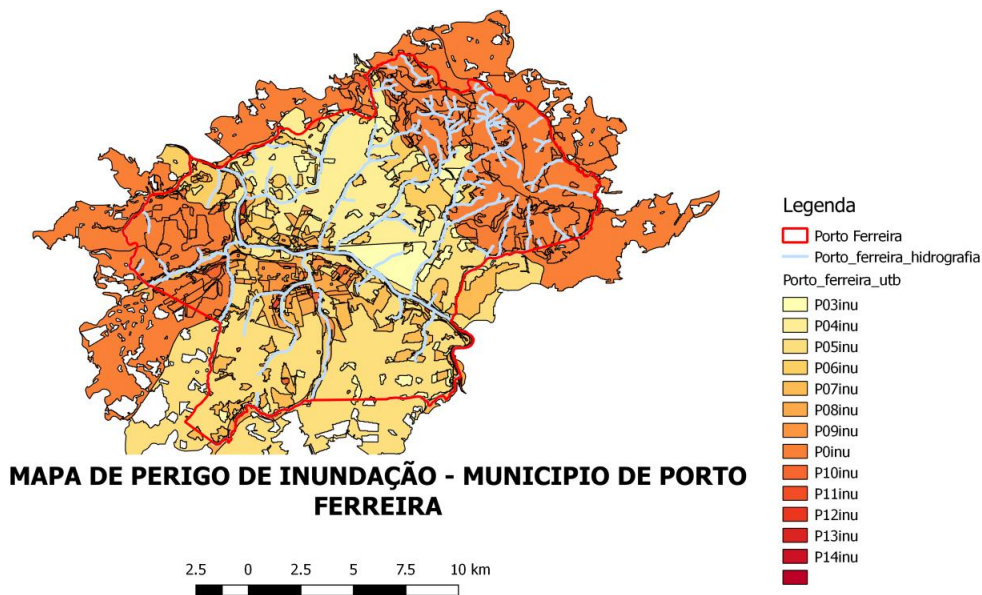 Legenda
Porto Ferreira
Porto_ferreira_hidrografia
Porto_ferreira_utb
P03inu
P04inu
P05inu
P06inu
P07inu
P08inu
P09inu
P0inu
P10inu
P11inu
P12inu
P13inu
P14inu
MAPA DE PERIGO DE INUNDAÇÃO - MUNICIPIO DE PORTO
FERREIRA
2.5 0 2.5 5 7.5 10 km